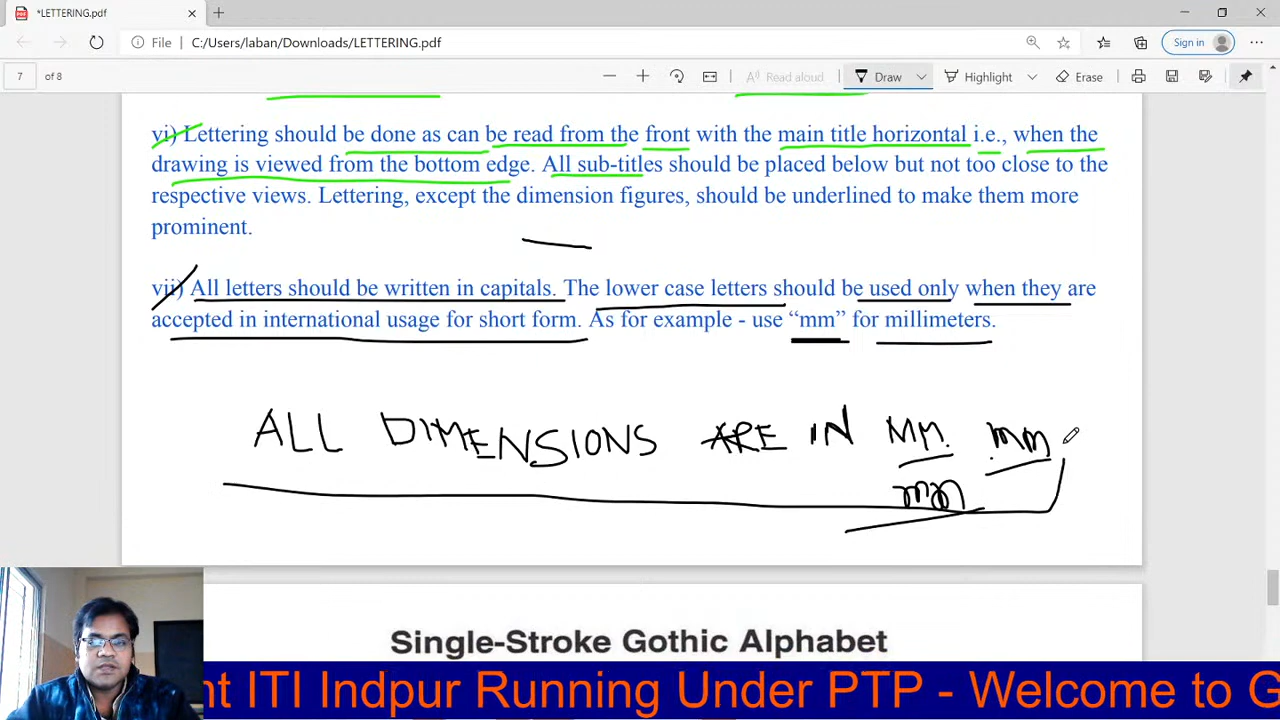 *LETTERING.pdf
File C:/Users/laban/Downloads/LETTERING.pdf Sign in
7 of 8 Read aloud Draw Highlight Erase
vi) Lettering should be done as can be read from the front with the main title horizontal i.e., when the
drawing is viewed from the bottom edge. All sub-titles should be placed below but not too close to the
respective views. Lettering, except the dimension figures, should be underlined to make them more
prominent.
vii) All letters should be written in capitals. The lower case letters should be used only when they are
accepted in international usage for short form. As for example - use “mm” for millimeters.
ALL DIMENSIONS ARE IN MM mm
mm
Single-Stroke Gothic Alphabet
nt ITI Indpur Running Under PTP - Welcome to G